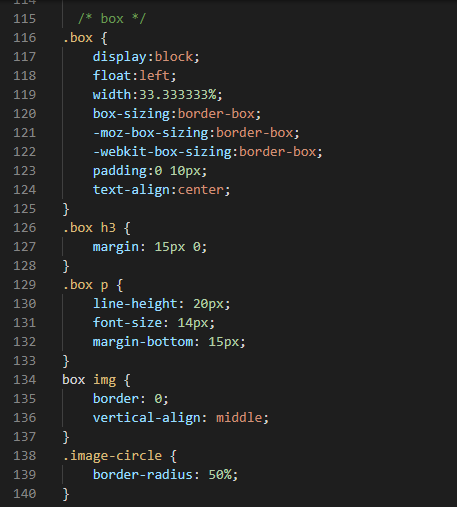 115 /* box */
116 .box {
117 display:block;
118 float:left;
119 width:33.333333%;
120 box-sizing:border-box;
121 -moz-box-sizing:border-box;
122 -webkit-box-sizing:border-box;
123 padding:0 10px;
124 text-align:center;
125 }
126 .box h3 {
127 margin: 15px 0;
128 }
129 .box p {
130 line-height: 20px;
131 font-size: 14px;
132 margin-bottom: 15px;
133 }
134 box img {
135 border: 0;
136 vertical-align: middle;
137 }
138 .image-circle {
139 border-radius: 50%;
140 }